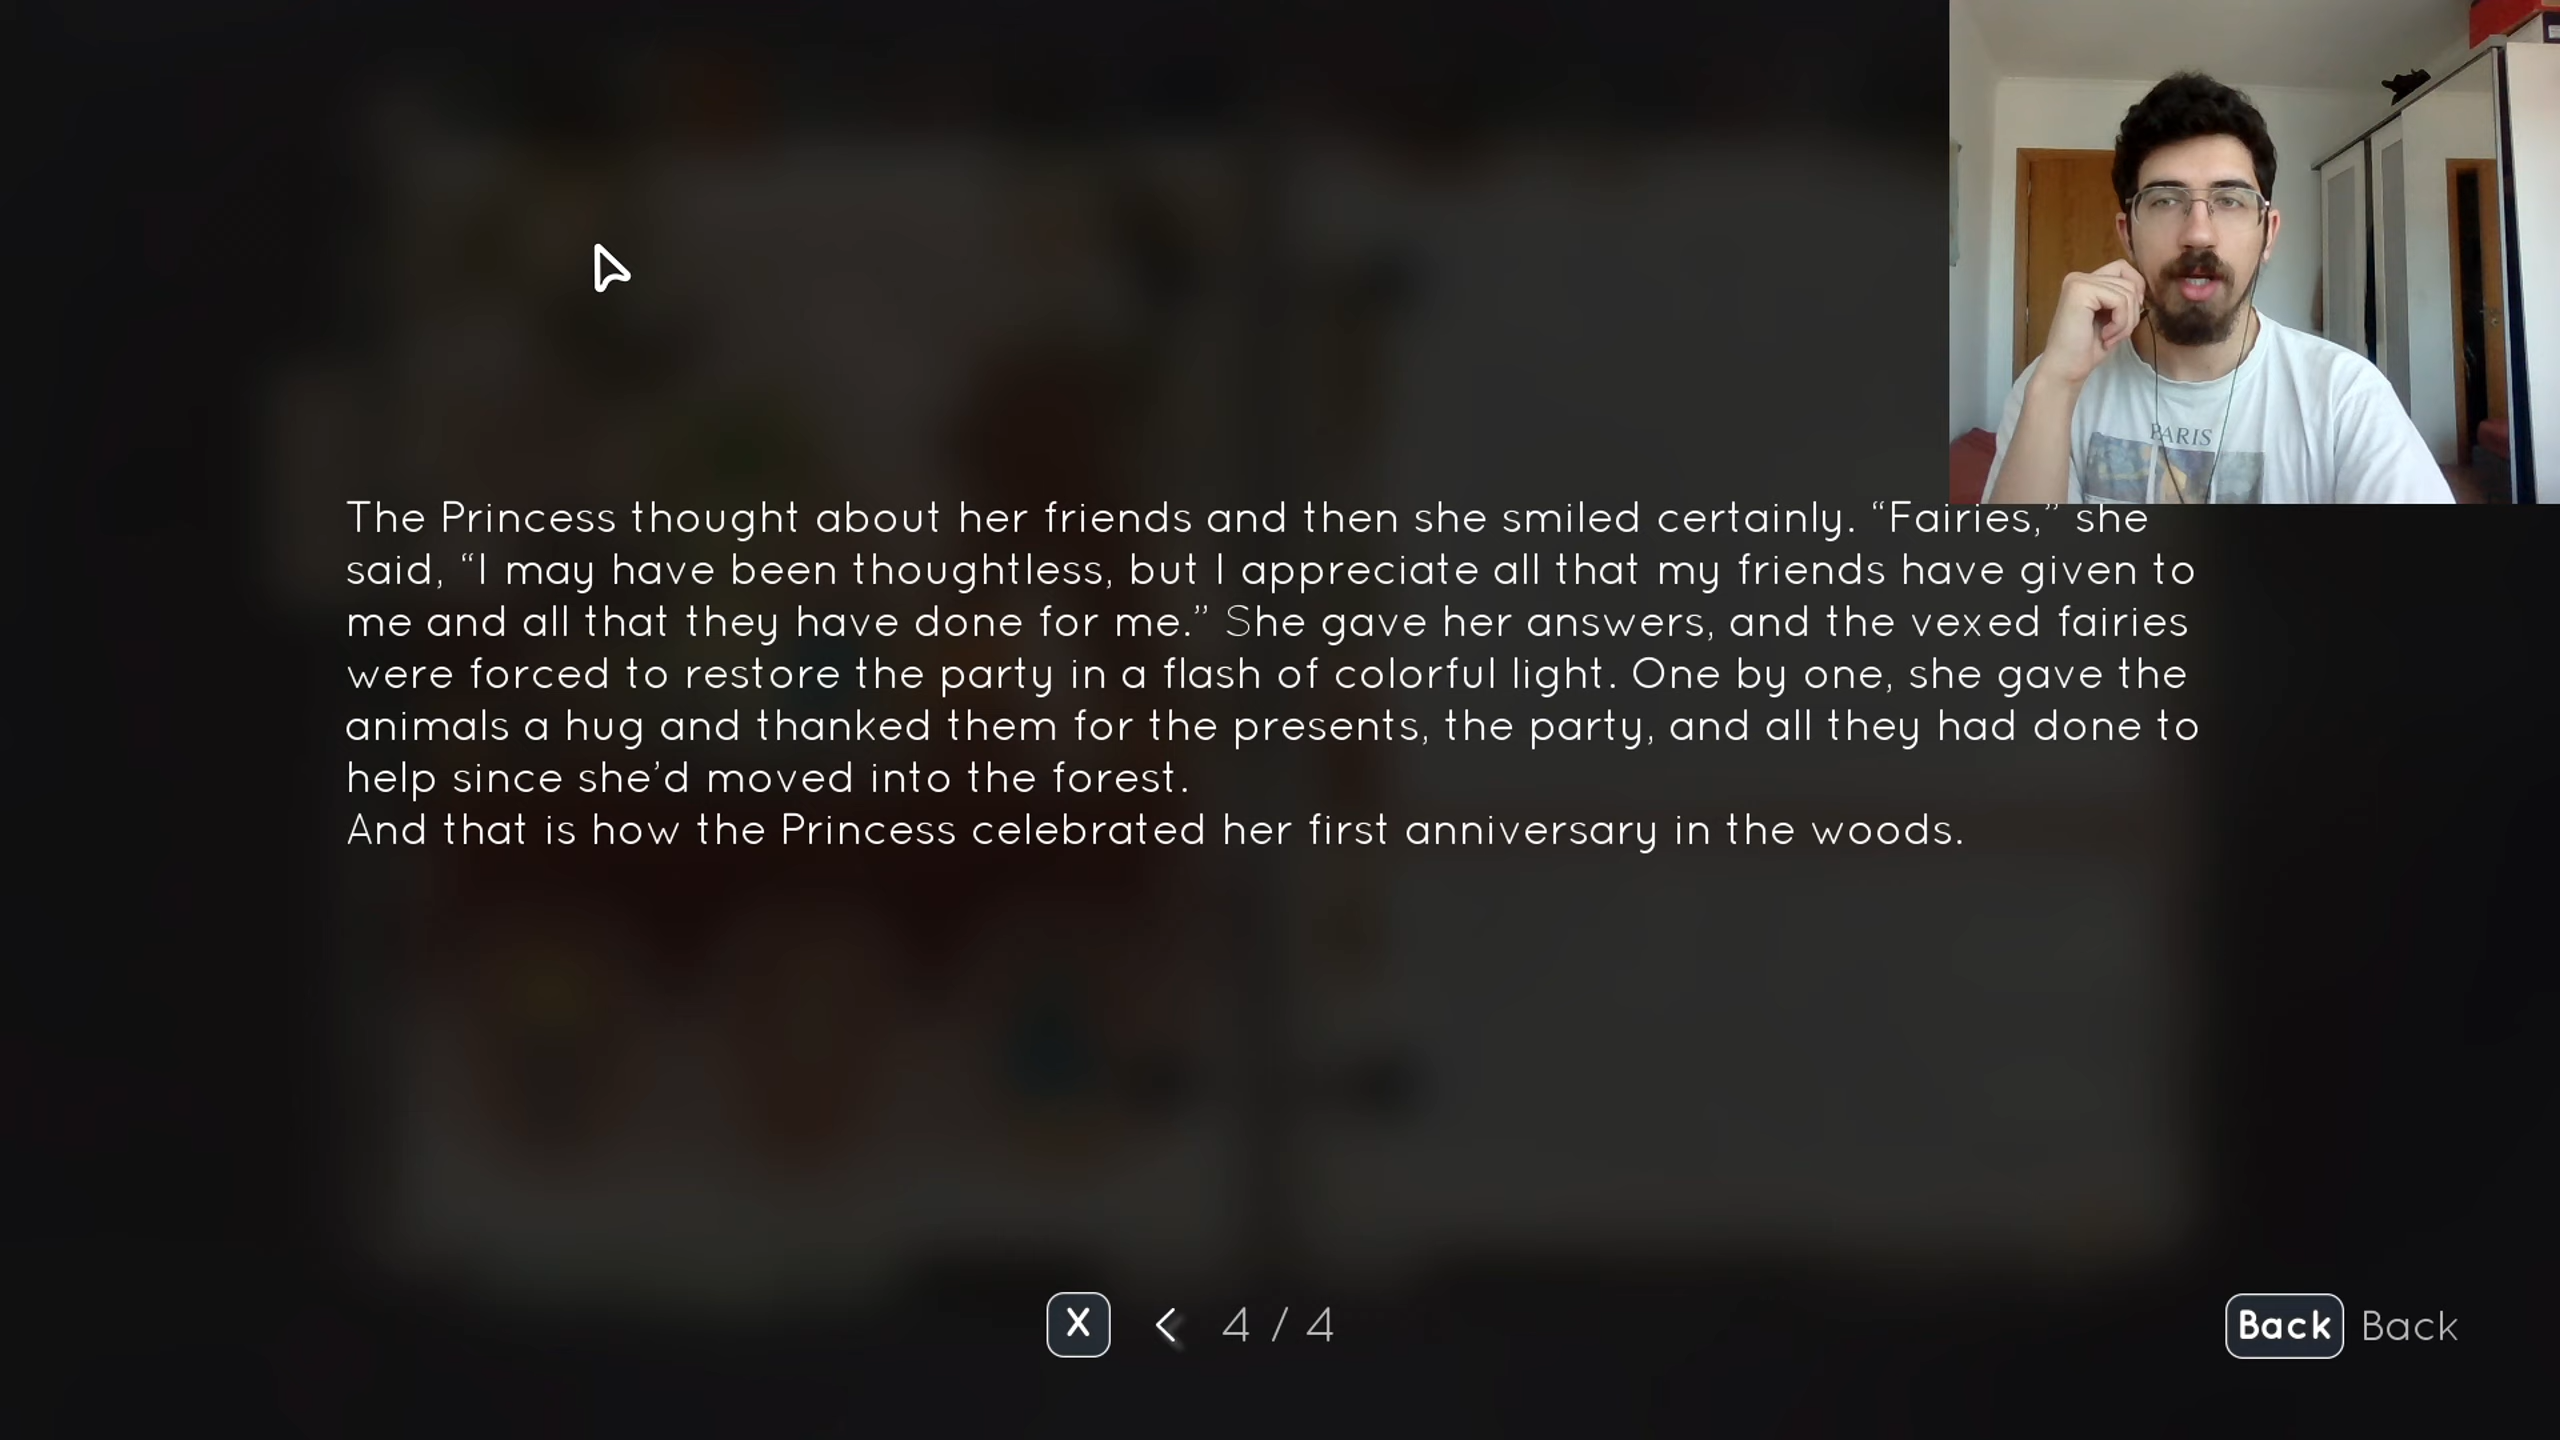 PARIS
The Princess thought about her friends and then she smiled certainly. “Fairies,” she
said, “I may have been thoughtless, but I appreciate all that my friends have given to
me and all that they have done for me.” She gave her answers, and the vexed fairies
were forced to restore the party in a flash of colorful light. One by one, she gave the
animals a hug and thanked them for the presents, the party, and all they had done to
help since she’d moved into the forest.
And that is how the Princess celebrated her first anniversary in the woods.
X < 4 / 4
Back Back